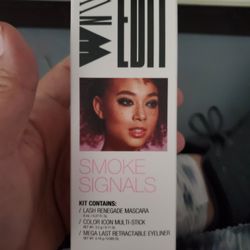 EDIT
SMOKE
SIGNALS
KIT CONTAINS:
/ LASH RENEGADE MASCARA
/ COLOR ICON MULTI-STICK
/ MEGA LAST RETRACTABLE EYELINER